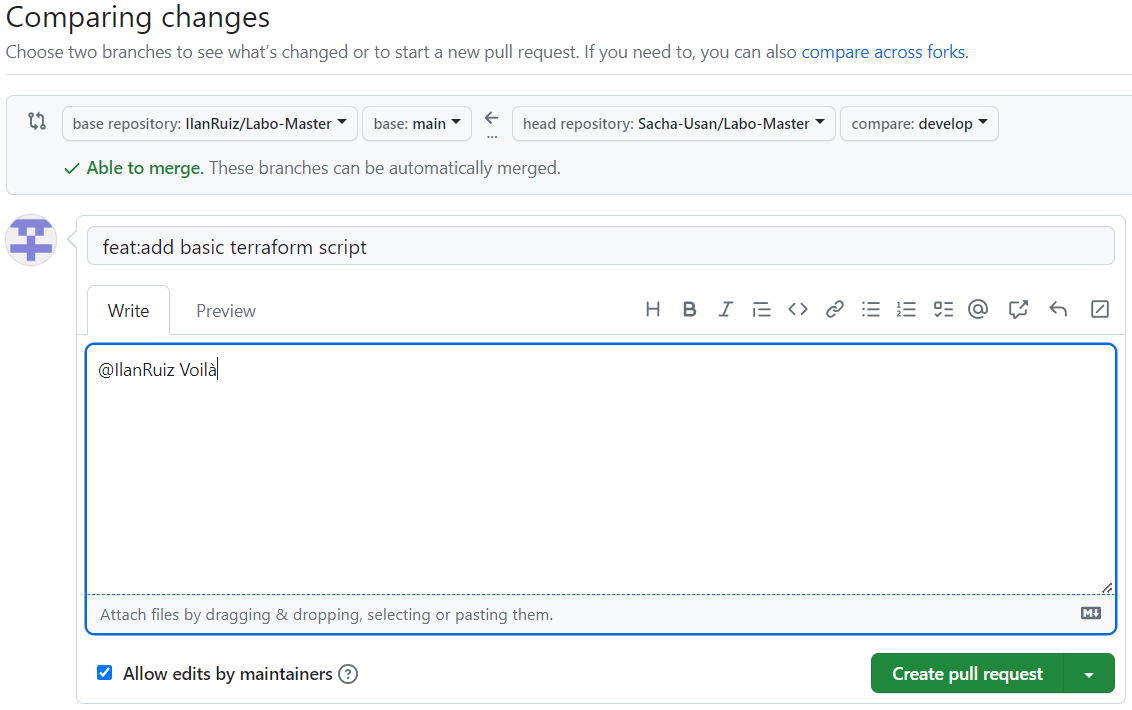 Comparing changes
Choose two branches to see what's changed or to start a new pull request. If you need to, you can also compare across forks.
base repository: IlanRuiz/Labo-Master base: main ... head repository: Sacha-Usan/Labo-Master compare: develop
Able to merge. These branches can be automatically merged.
feat:add basic terraform script
Write Preview
@IlanRuiz Voilà
Attach files by dragging & dropping, selecting or pasting them.
Allow edits by maintainers
Create pull request